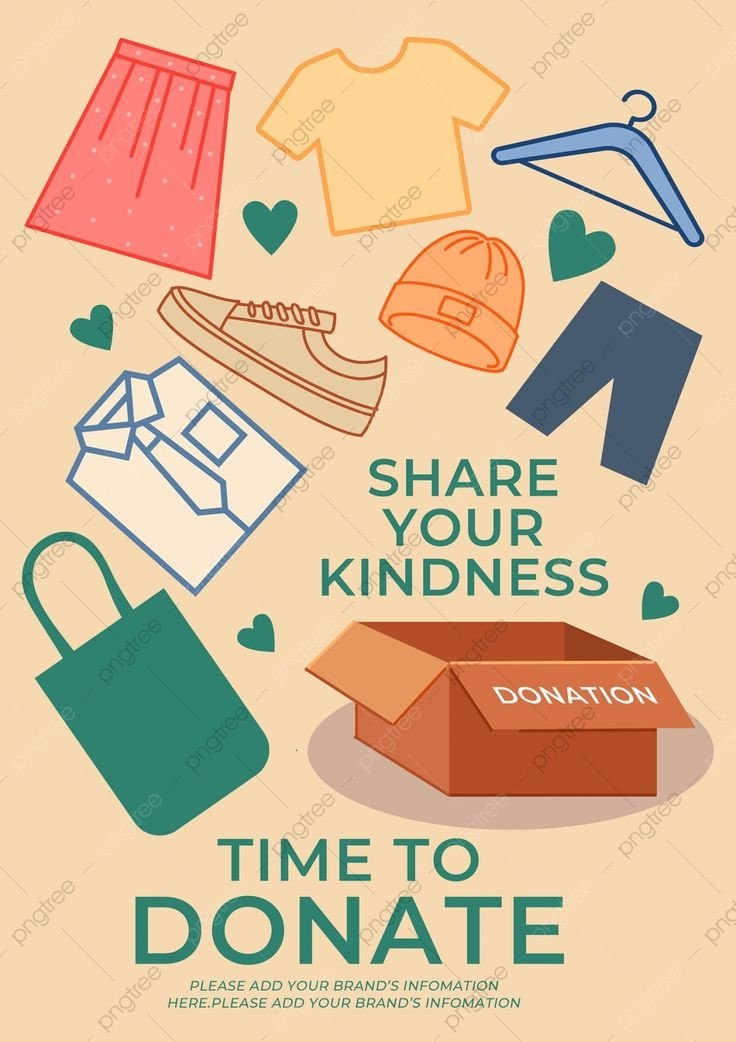 SHARE
YOUR
KINDNESS
DONATION
TIME TO
DONATE
PLEASE ADD YOUR BRAND'S INFOMATION
HERE.PLEASE ADD YOUR BRAND'S INFOMATION
pngtree